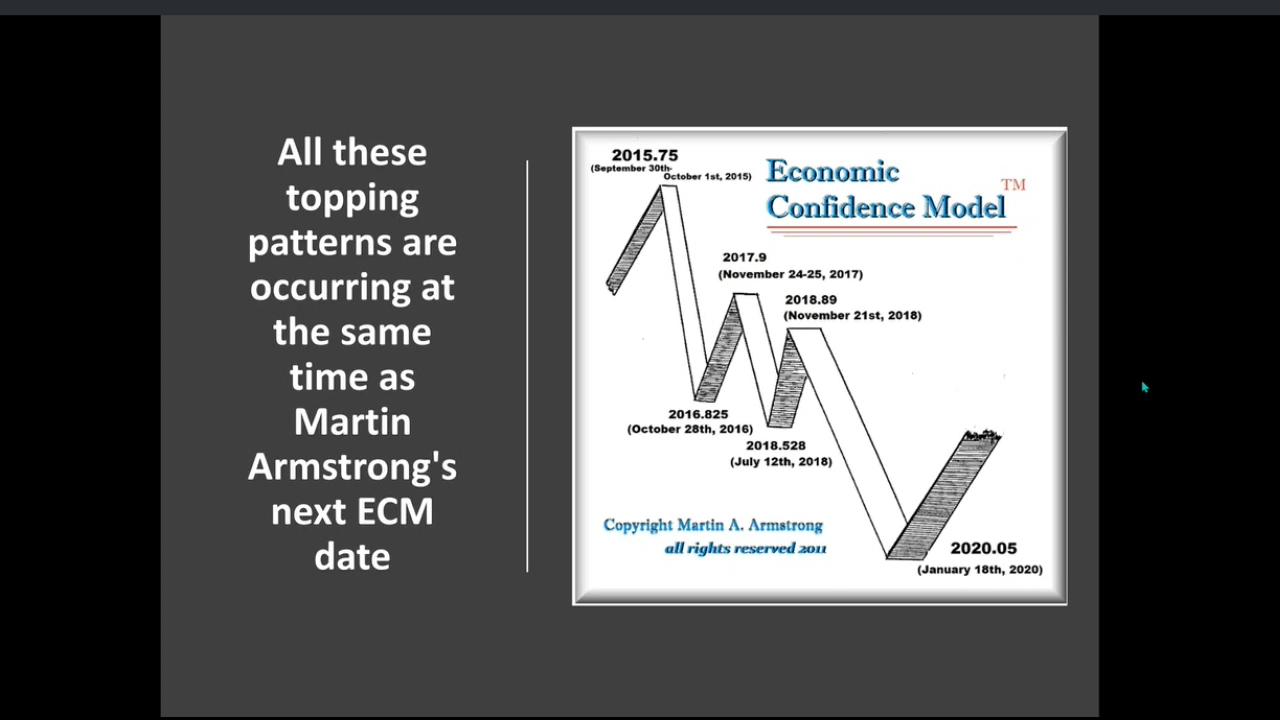 All these
topping
patterns are
occurring at
the same
time as
Martin
Armstrong's
next ECM
date
2015.75
(September 30th-
October 1st, 2015)
Economic
Confidence Model
TM
2017.9
(November 24-25, 2017)
2018.89
(November 21st, 2018)
2016.825
(October 28th, 2016)
2018.528
(July 12th, 2018)
Copyright Martin A. Armstrong
all rights reserved 2011
2020.05
(January 18th, 2020)